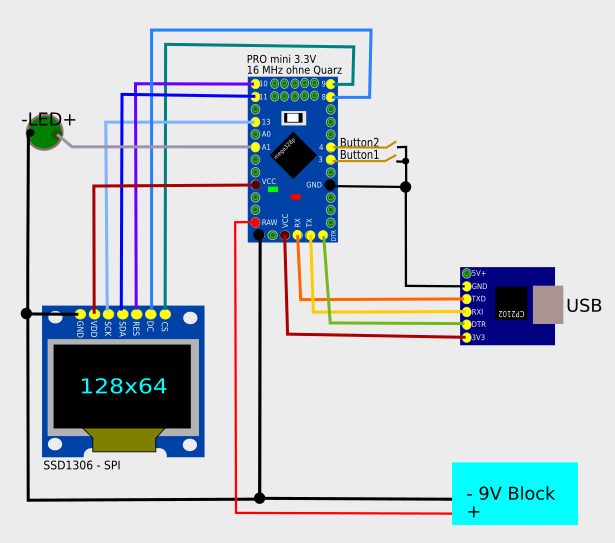 PRO mini 3.3V
16 MHz ohne Quarz
10
9
11
8
-LED+
13
A0
A1
mega328p
4
Button2
3
Button1
VCC
GND
RAW
VCC
RX
TX
DTR
5V+
GND
TXD
RXI
DTR
3V3
CP2102
USB
GND
VDD
SCK
SDA
RES
DC
CS
128x64
SSD1306 - SPI
- 9V Block
+